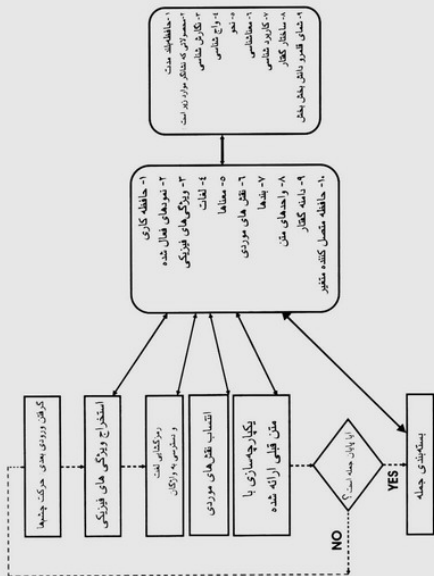 گرفتن ورودی بعدی حرکت چشم‌ها
استخراج ویژگی های فیزیکی
رمزگشایی لغت
و دسترسی به واژگان
انتساب نقش‌های موردی
یکپارچه‌سازی با
متن قبلی ارائه شده
آیا پایان جمله است؟
NO
YES
بسته‌بندی جمله
۱- حافظه کاری
۲- نمودهای فعال شده
۳- ویژگی‌های فیزیکی
۴- لغات
۵- معناها
۶- نقش های موردی
۷- بندها
۸- واحدهای متن
۹- دامنه گفتار
۱۰- حافظه متصل کننده متغیر
۱- حافظه‌بلند مدت
۲-محصولاتی که نشانگر موارد زیر است :
۳- نگارش شناسی
۴- واج شناسی
۵- نحو
۶- معناشناسی
۷- کاربرد شناسی
۸- ساختار گفتار
۹- شمای قلمرو دانش بخش بخش